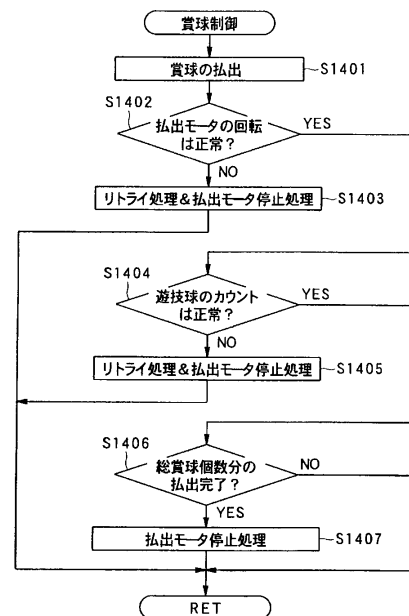 賞球制御
賞球の払出
S1401
S1402
払出モータの回転
は正常?
YES
NO
リトライ処理&払出モータ停止処理
S1403
S1404
遊技球のカウント
は正常?
YES
NO
リトライ処理&払出モータ停止処理
S1405
S1406
総賞球個数分の
払出完了?
NO
YES
払出モータ停止処理
S1407
RET